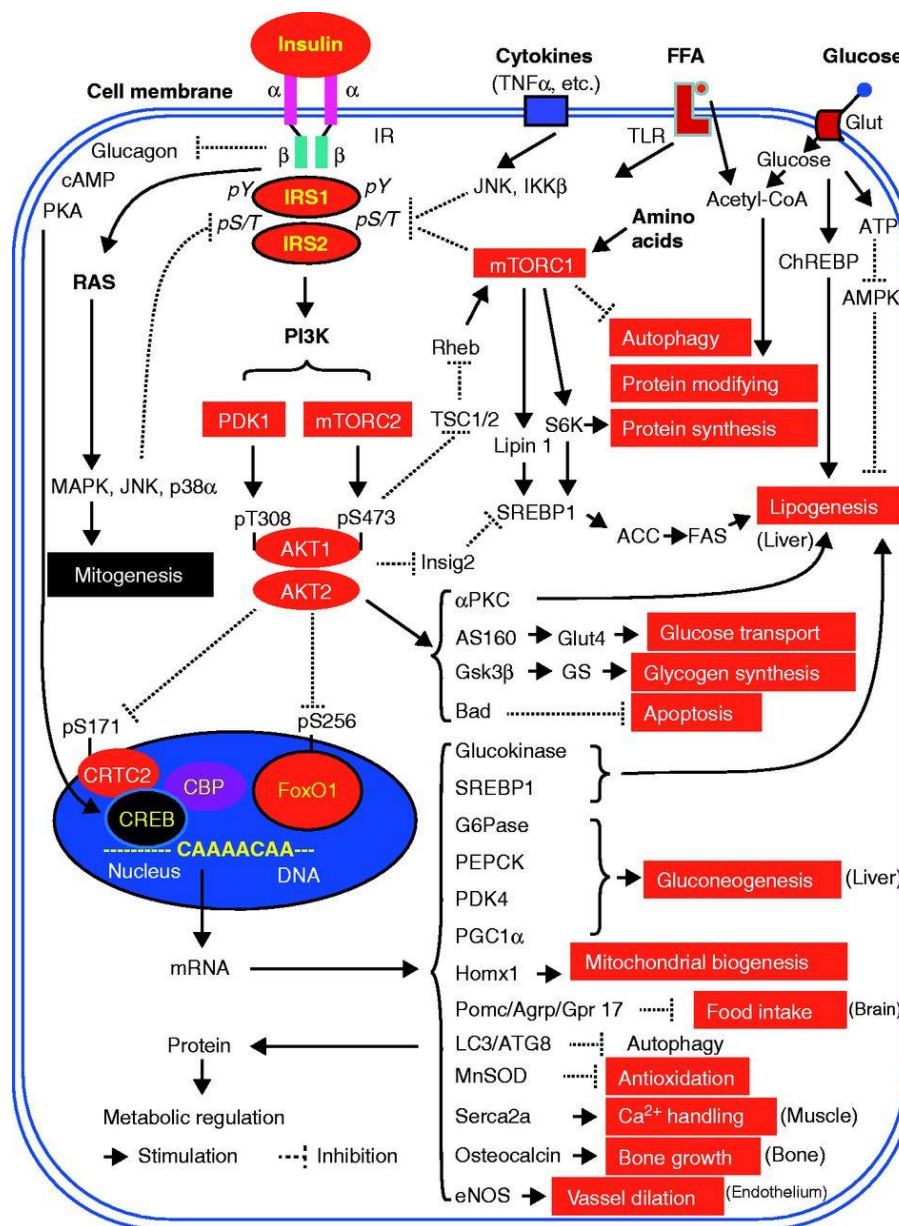 Insulin
Cytokines
(TNFα, etc.)
FFA
Glucose
Cell membrane
α
α
IR
TLR
Glut
Glucagon
β
β
cAMP
PKA
pY
IRS1
pY
JNK, IKKβ
Glucose
Acetyl-CoA
ATP
pS/T
pS/T
IRS2
Amino
acids
RAS
mTORC1
ChREBP
AMPK
PI3K
Rheb
Autophagy
Protein modifying
PDK1
mTORC2
TSC1/2
S6K
Protein synthesis
Lipin 1
MAPK, JNK, p38α
pT308
pS473
SREBP1
Lipogenesis
(Liver)
AKT1
ACC
FAS
Mitogenesis
Insig2
AKT2
αPKC
AS160
Glut4
Glucose transport
Gsk3β
GS
Glycogen synthesis
Bad
Apoptosis
pS171
pS256
CRTC2
CBP
FoxO1
CREB
---------- CAAAACAA---
Nucleus
DNA
Glucokinase
SREBP1
G6Pase
PEPCK
PDK4
PGC1α
Gluconeogenesis
(Liver)
mRNA
Homx1
Mitochondrial biogenesis
Pomc/Agrp/Gpr 17
Food intake
(Brain)
Protein
LC3/ATG8
Autophagy
MnSOD
Antioxidation
Metabolic regulation
Serca2a
Ca2+ handling
(Muscle)
Stimulation
Inhibition
Osteocalcin
Bone growth
(Bone)
eNOS
Vessel dilation
(Endothelium)